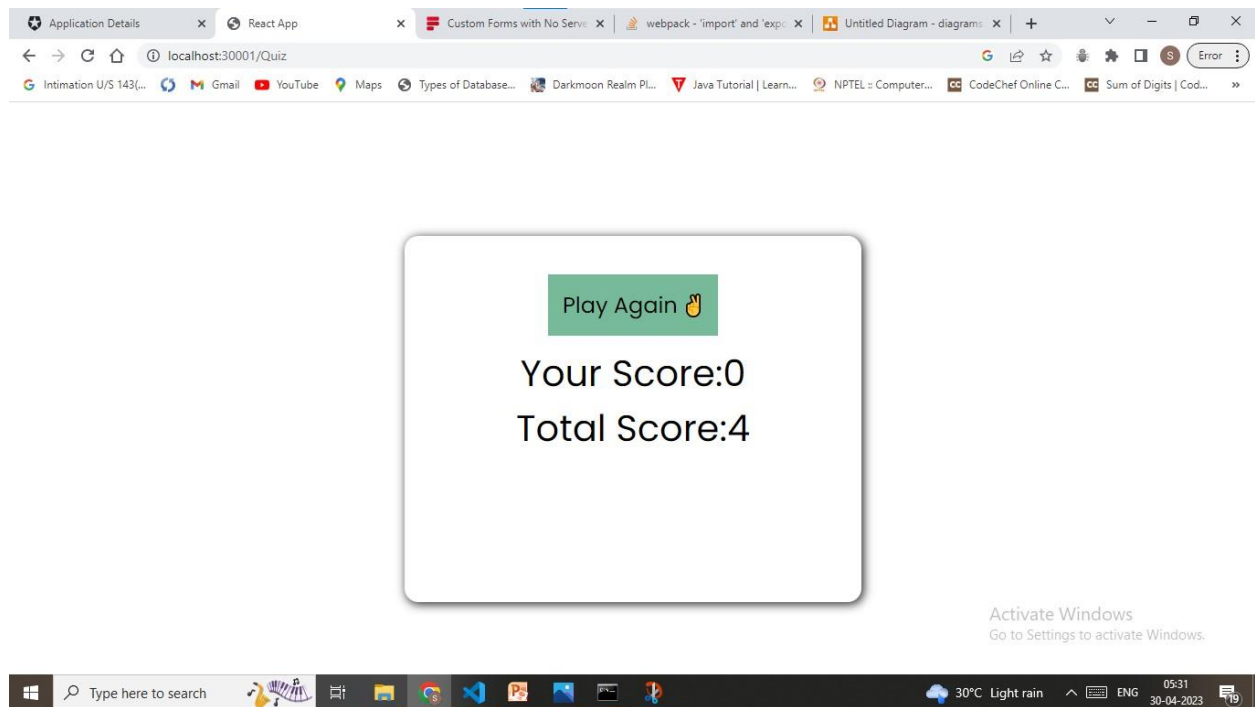 Application Details
React App
Custom Forms with No Serve
webpack - 'import' and 'expo
Untitled Diagram - diagrams.
localhost:30001/Quiz
S
Error
Intimation U/S 143(...
Gmail
YouTube
Maps
Types of Database...
Darkmoon Realm Pl...
Java Tutorial | Learn...
NPTEL :: Computer...
CodeChef Online C...
Sum of Digits | Cod...
»
Play Again ✌
Your Score:0
Total Score:4
Activate Windows
Go to Settings to activate Windows.
Type here to search
30°C Light rain
ENG
05:31
30-04-2023
19